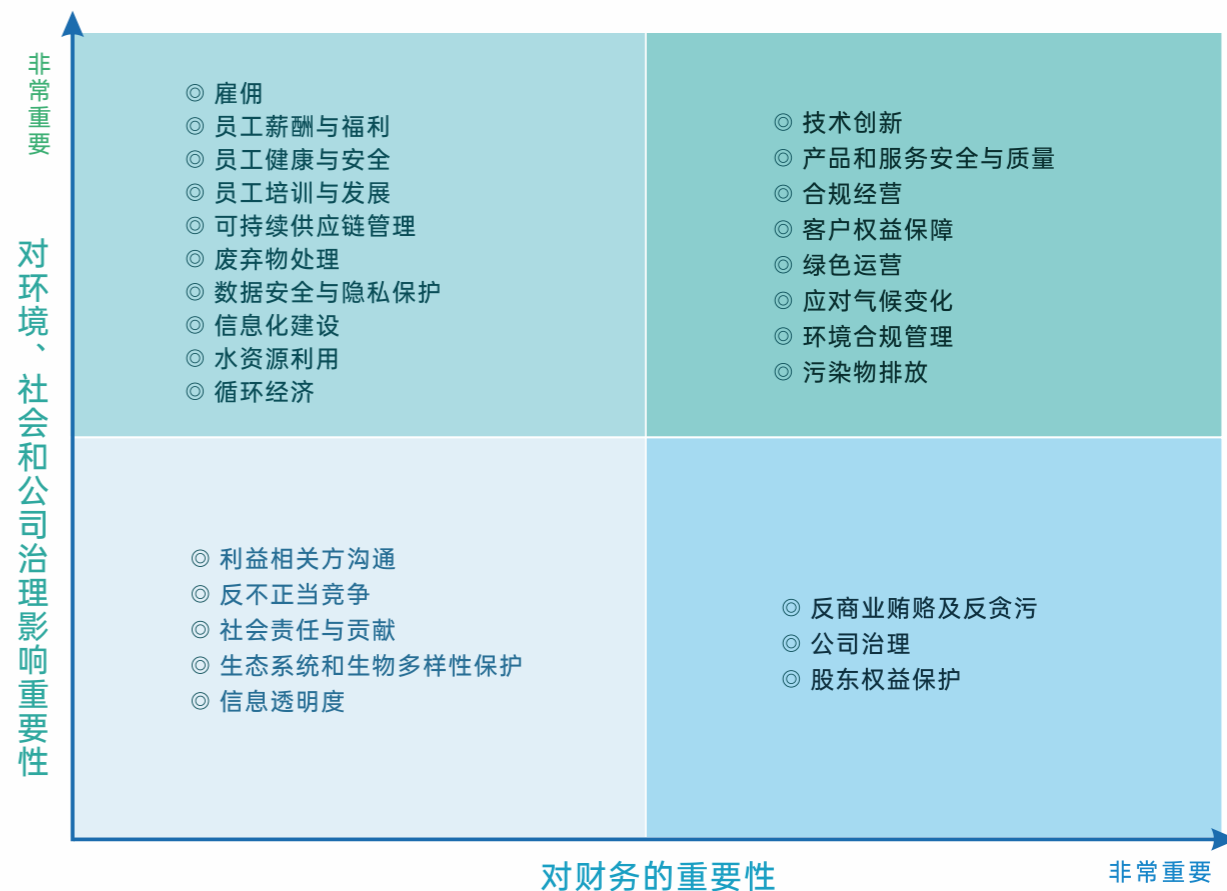 非常重要
对环境、社会和公司治理影响重要性
◎ 雇佣
◎ 员工薪酬与福利
◎ 员工健康与安全
◎ 员工培训与发展
◎ 可持续供应链管理
◎ 废弃物处理
◎ 数据安全与隐私保护
◎ 信息化建设
◎ 水资源利用
◎ 循环经济
◎ 技术创新
◎ 产品和服务安全与质量
◎ 合规经营
◎ 客户权益保障
◎ 绿色运营
◎ 应对气候变化
◎ 环境合规管理
◎ 污染物排放
◎ 利益相关方沟通
◎ 反不正当竞争
◎ 社会责任与贡献
◎ 生态系统和生物多样性保护
◎ 信息透明度
◎ 反商业贿赂及反贪污
◎ 公司治理
◎ 股东权益保护
对财务的重要性
非常重要